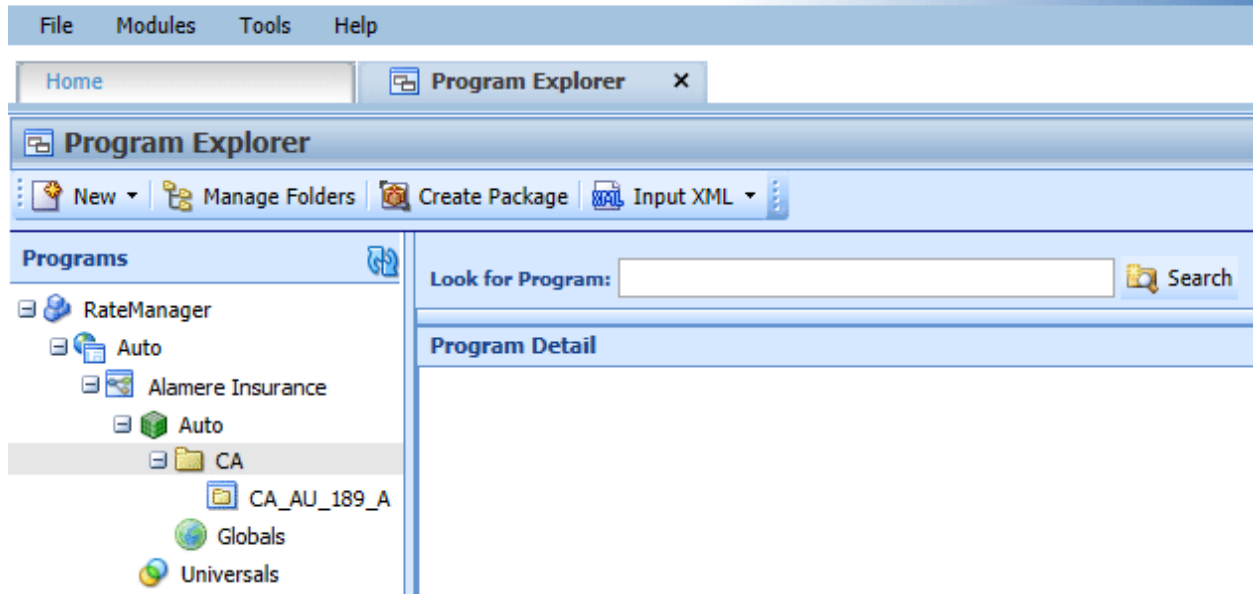 File Modules Tools Help
Home Program Explorer x
Program Explorer
New Manage Folders Create Package XML Input XML
Programs
Look for Program: Search
RateManager
Program Detail
Auto
Alamere Insurance
Auto
CA
CA_AU_189_A
Globals
Universals